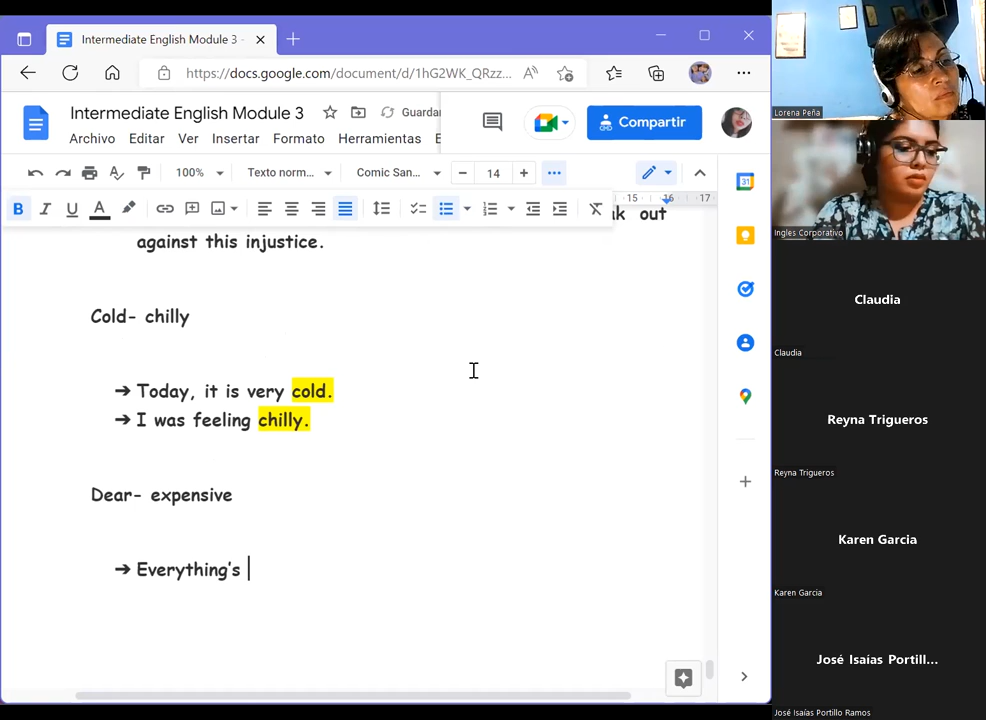 Intermediate English Module 3 -
https://docs.google.com/document/d/1hG2WK_QRzz...
Intermediate English Module 3
Guardar
Archivo Editar Ver Insertar Formato Herramientas E
Compartir
100% Texto norm... Comic San... 14
15 16 17
out
against this injustice.
Cold- chilly
➔ Today, it is very cold.
➔ I was feeling chilly.
Dear- expensive
➔ Everything's
31
Lorena Peña
Ingles Corporativo
Claudia
Claudia
Reyna Trigueros
Reyna Trigueros
Karen Garcia
Karen Garcia
José Isaías Portill...
José Isaías Portillo Ramos